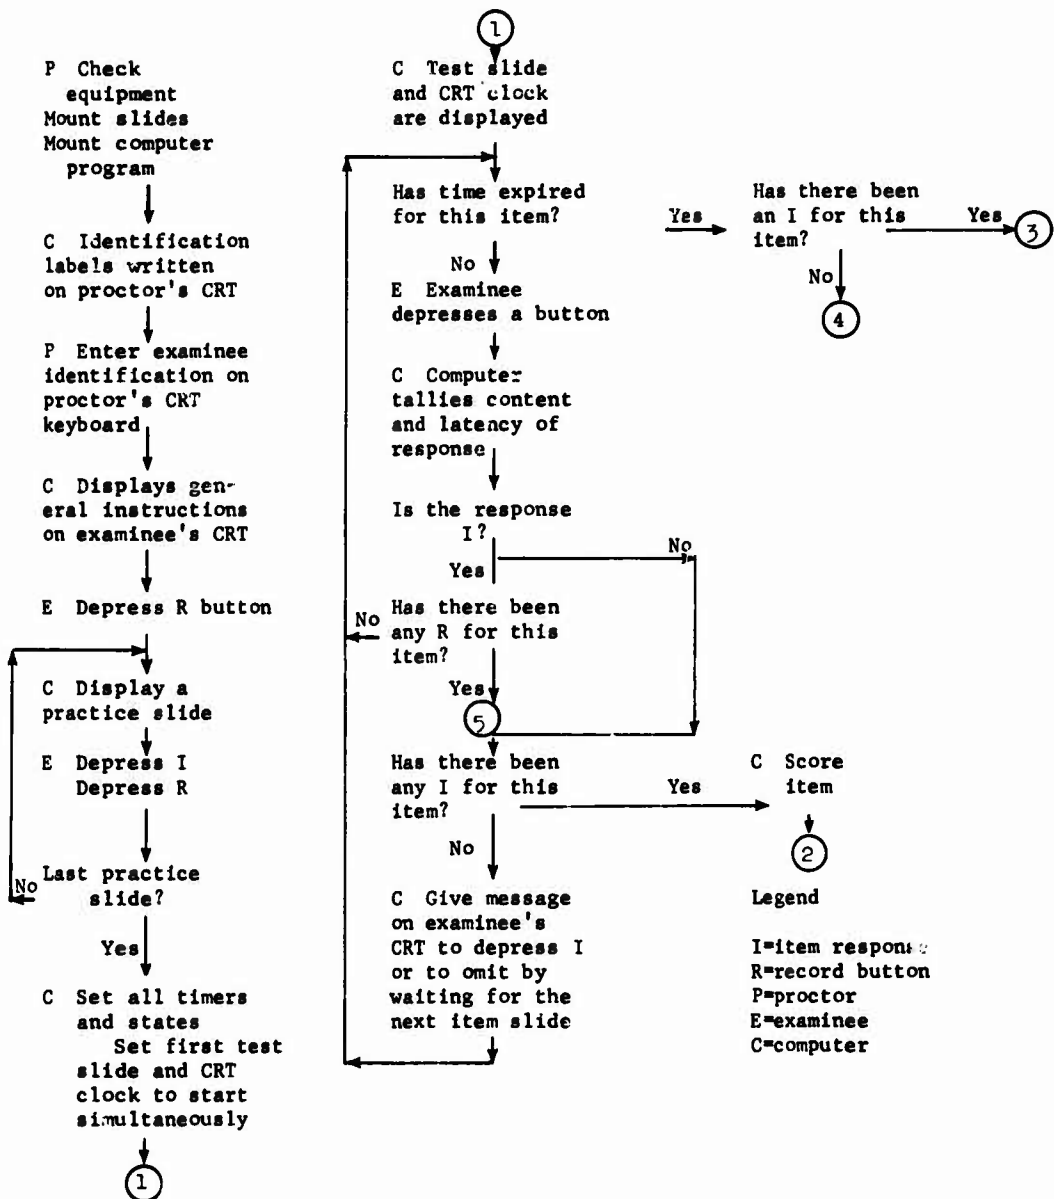 P Check
equipment
Mount slides
Mount computer
program
C Identification
labels written
on proctor's CRT
P Enter examinee
identification on
proctor's CRT
keyboard
C Displays gen-
eral instructions
on examinee's CRT
E Depress R button
C Display a
practice slide
E Depress I
Depress R
Last practice
slide?
No
Yes
C Set all timers
and states
Set first test
slide and CRT
clock to start
simultaneously
1
1
C Test slide
and CRT clock
are displayed
Has time expired
for this item?
Yes
No
Has there been
an I for this
item?
Yes
3
No
4
E Examinee
depresses a button
C Computer
tallies content
and latency of
response
Is the response
I?
No
Yes
Has there been
any R for this
item?
No
Yes
5
Has there been
any I for this
item?
Yes
No
C Score
item
2
C Give message
on examinee's
CRT to depress I
or to omit by
waiting for the
next item slide
Legend
I=item response
R=record button
P=proctor
E=examinee
C=computer